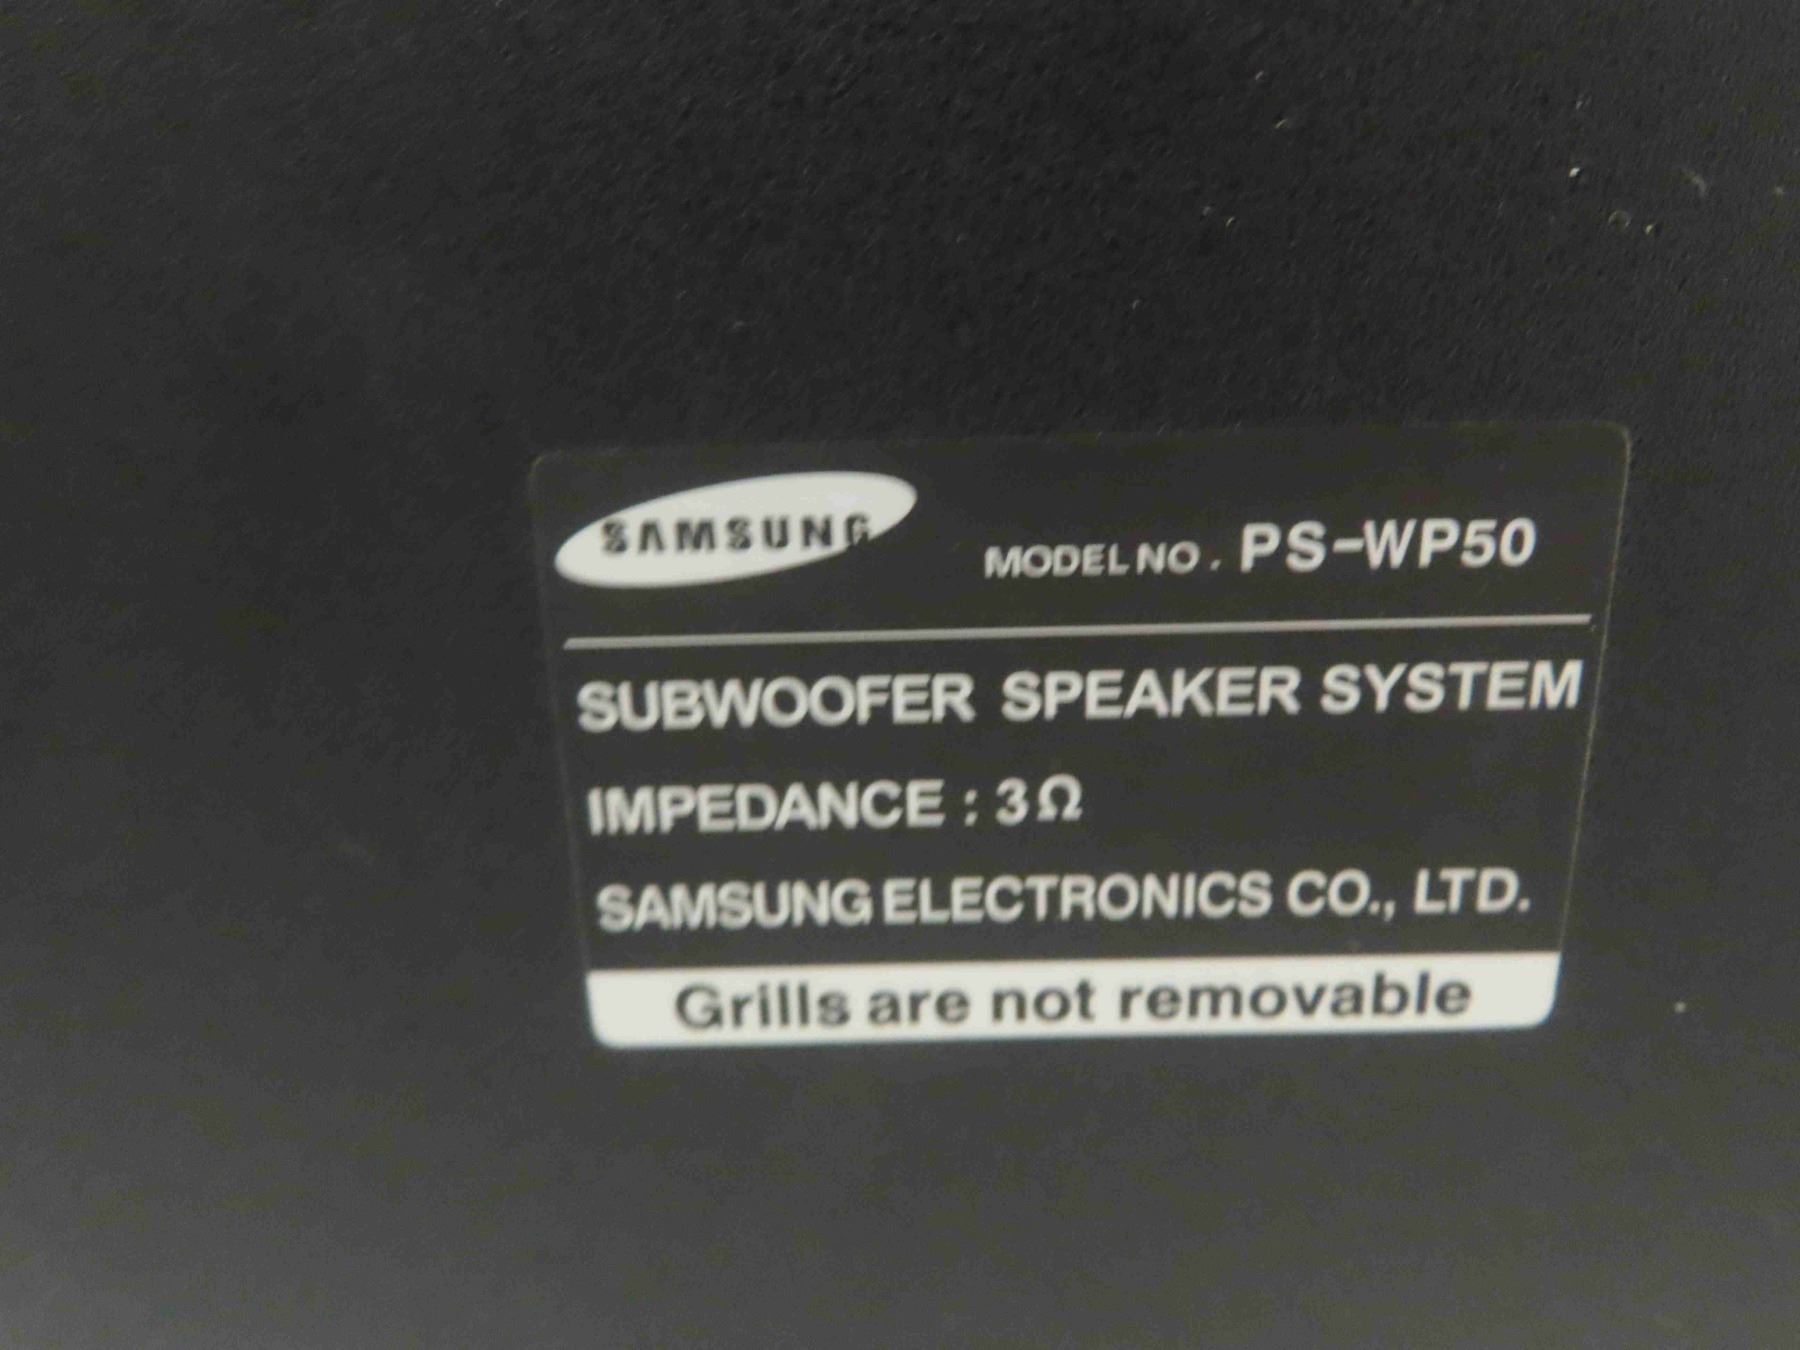 SAMSUNG MODEL NO. PS-WP50
SUBWOOFER SPEAKER SYSTEM
IMPEDANCE : 3Ω
SAMSUNG ELECTRONICS CO., LTD.
Grills are not removable